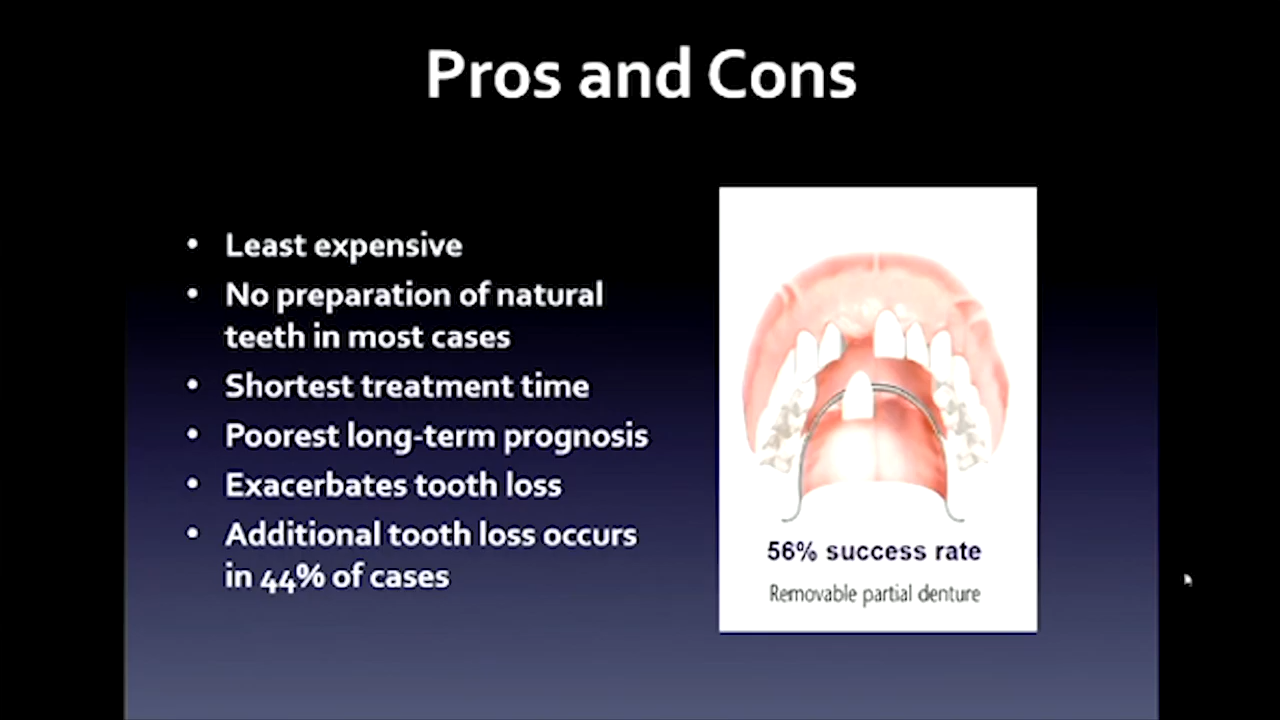 Pros and Cons
• Least expensive
• No preparation of natural
teeth in most cases
• Shortest treatment time
• Poorest long-term prognosis
• Exacerbates tooth loss
• Additional tooth loss occurs
in 44% of cases
56% success rate
Removable partial denture